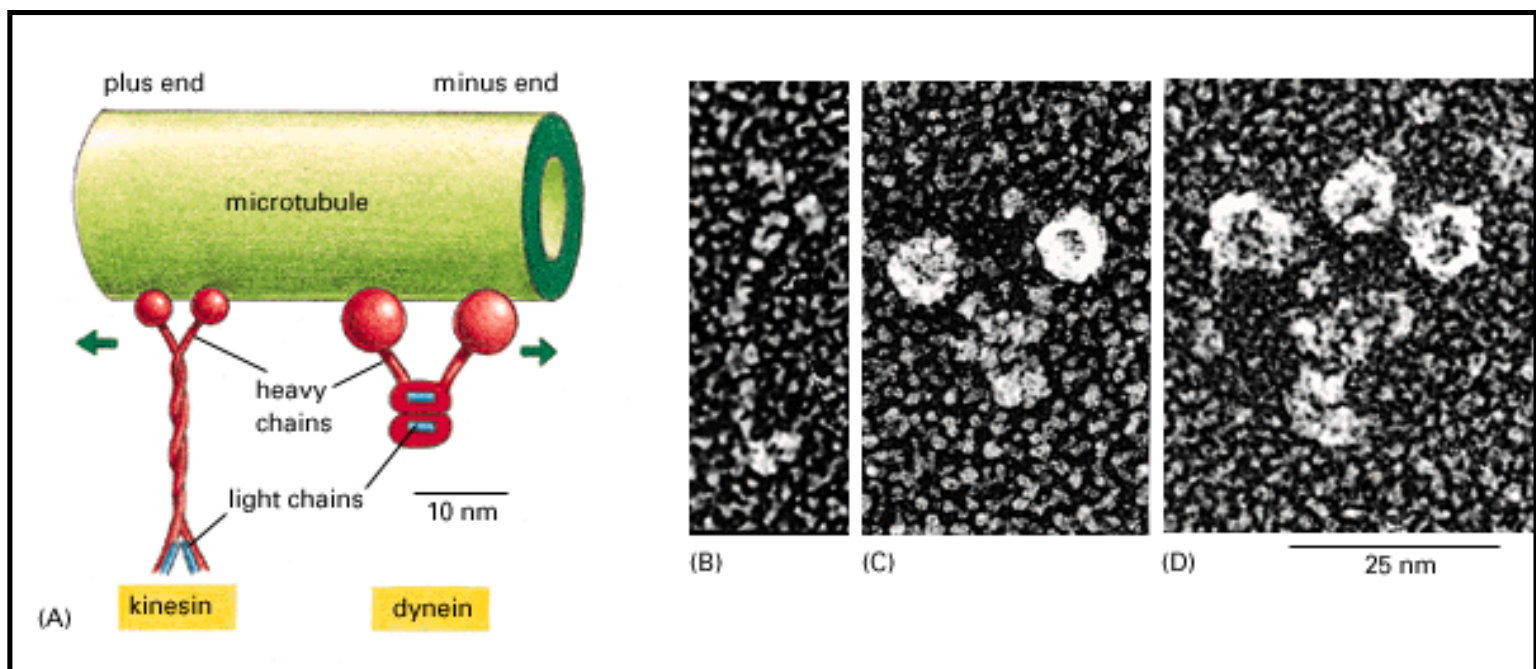 plus end
minus end
microtubule
heavy
chains
light chains
10 nm
kinesin
dynein
(A)
(B)
(C)
(D)
25 nm